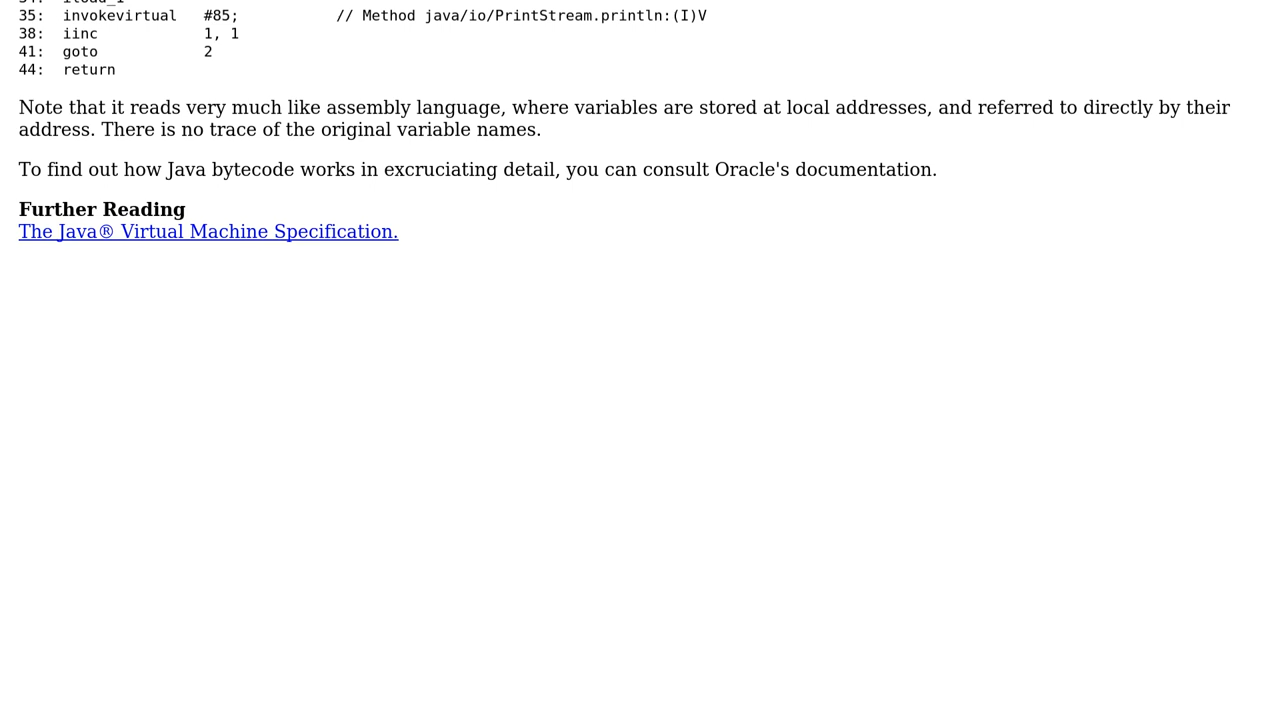 35:  invokevirtual   #85;           // Method java/io/PrintStream.println:(I)V
38:  iinc            1, 1
41:  goto            2
44:  return
Note that it reads very much like assembly language, where variables are stored at local addresses, and referred to directly by their
address. There is no trace of the original variable names.
To find out how Java bytecode works in excruciating detail, you can consult Oracle's documentation.
Further Reading
The Java® Virtual Machine Specification.